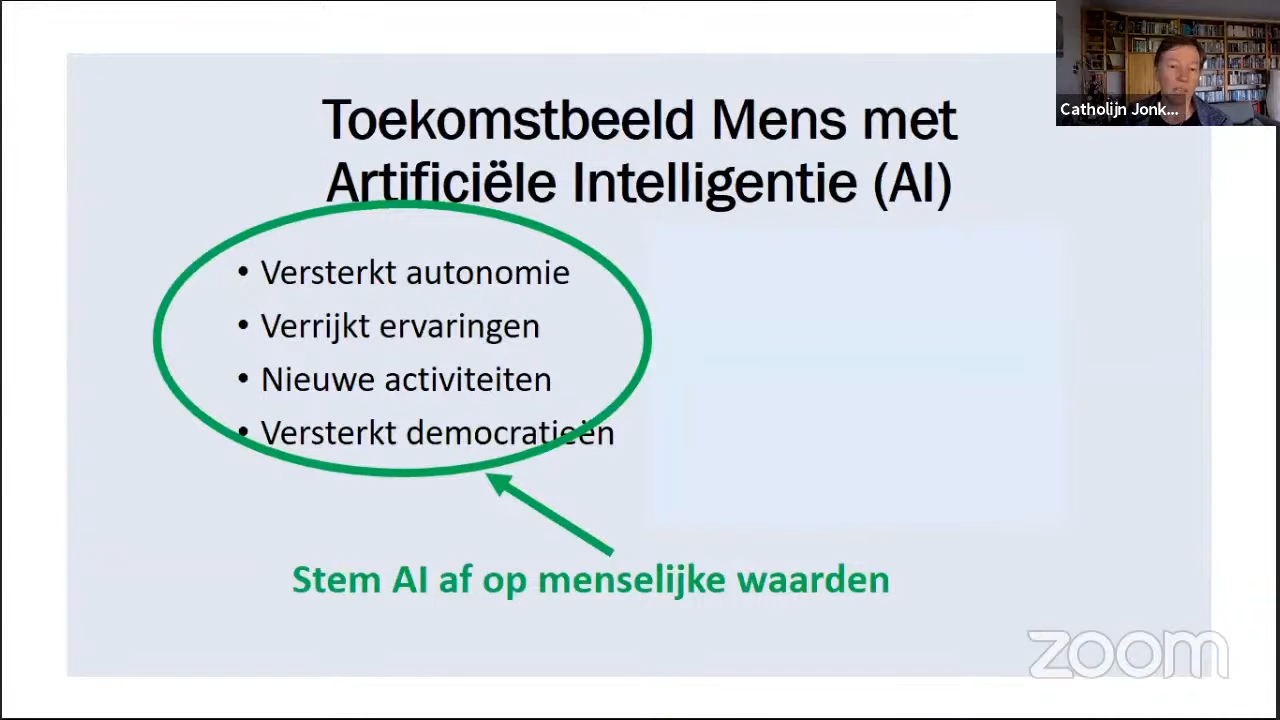 Catholijn Jonk...
Toekomstbeeld Mens met
Artificiële Intelligentie (AI)
• Versterkt autonomie
• Verrijkt ervaringen
• Nieuwe activiteiten
• Versterkt democratieën
Stem AI af op menselijke waarden
zoom